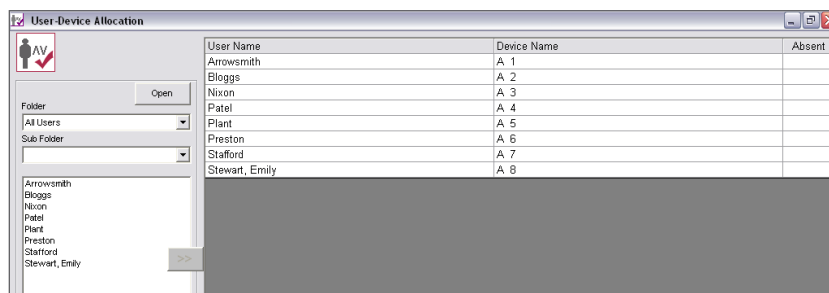 User-Device Allocation
AV
Open
Folder
All Users
Sub Folder
Arrowsmith
Bloggs
Nixon
Patel
Plant
Preston
Stafford
Stewart, Emily
>>
User Name Device Name Absent
Arrowsmith A 1
Bloggs A 2
Nixon A 3
Patel A 4
Plant A 5
Preston A 6
Stafford A 7
Stewart, Emily A 8